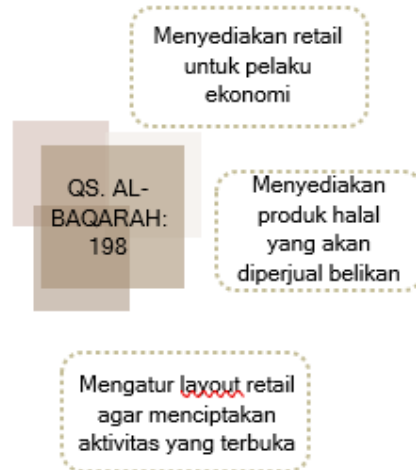 Menyediakan retail
untuk pelaku
ekonomi
QS. AL-
BAQARAH:
198
Menyediakan
produk halal
yang akan
diperjual belikan
Mengatur layout retail
agar menciptakan
aktivitas yang terbuka